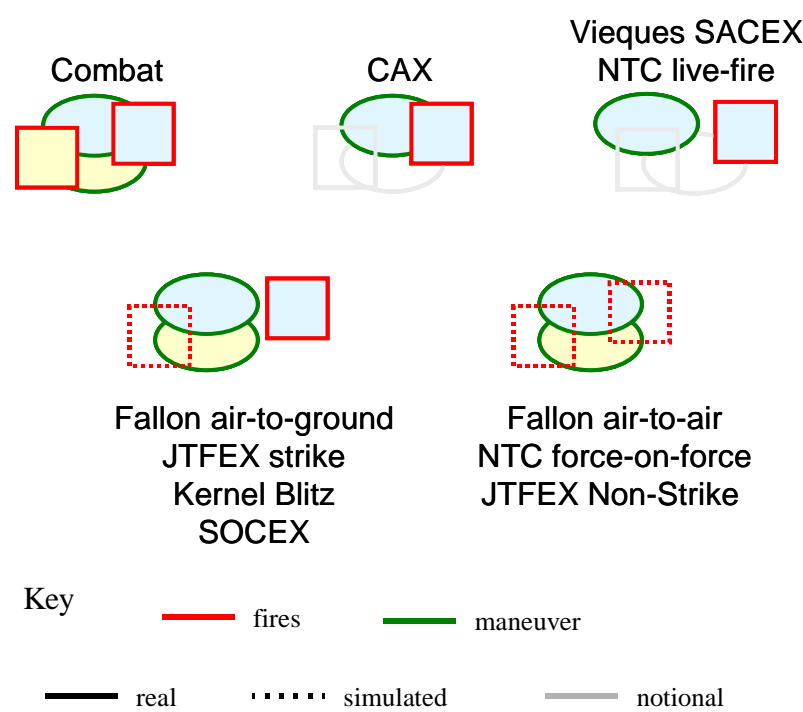 Combat
CAX
Vieques SACEX
NTC live-fire
Fallon air-to-ground
JTFEX strike
Kernel Blitz
SOCEX
Fallon air-to-air
NTC force-on-force
JTFEX Non-Strike
Key
fires
maneuver
real
simulated
notional